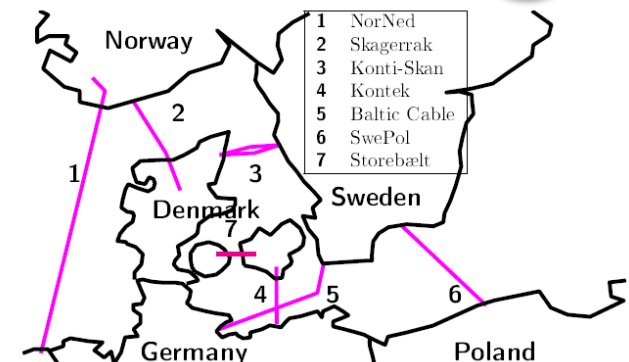 Norway
1 NorNed
2 Skagerrak
3 Konti-Skan
4 Kontek
5 Baltic Cable
6 SwePol
7 Storebælt
2
1
3
Sweden
Denmark
7
4
5
6
Germany
Poland